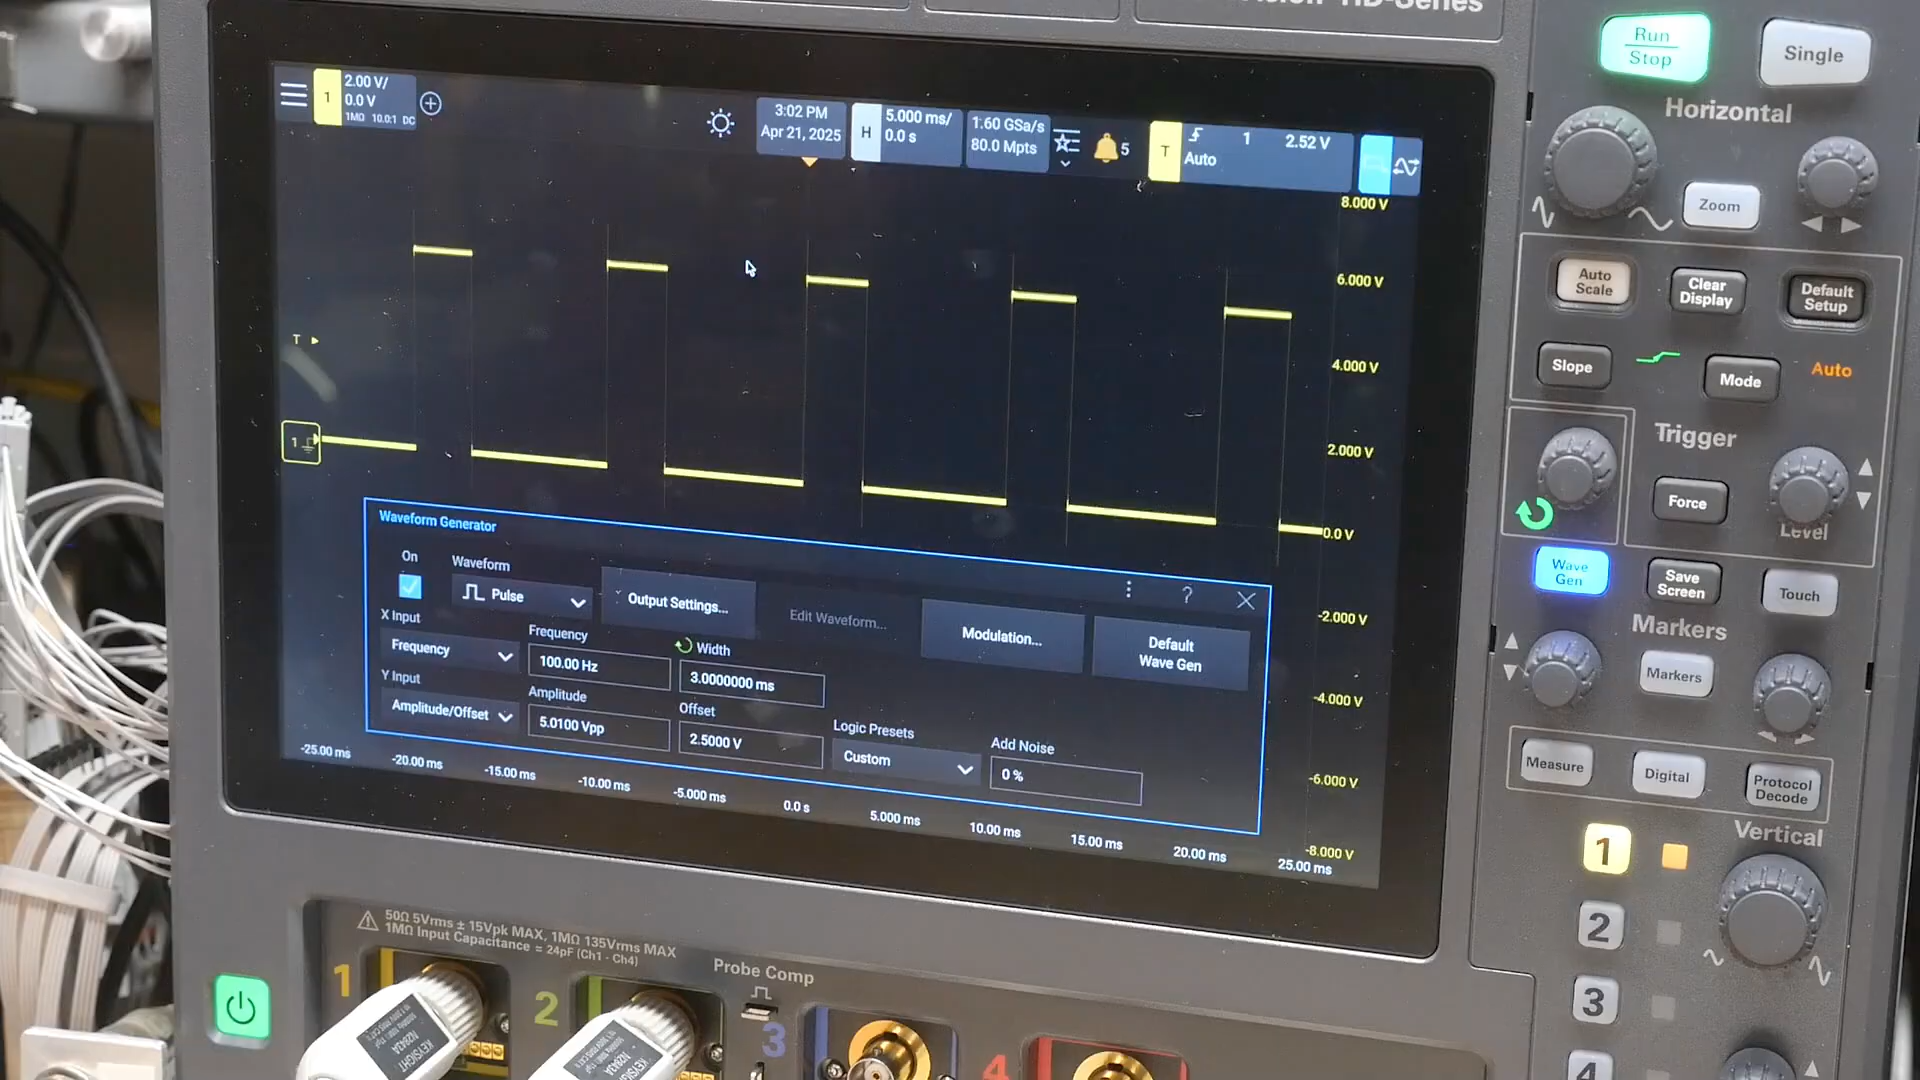 HD-Series
1
2.00 V/
0.0 V
1MΩ 10.0:1 DC
3:02 PM
Apr 21, 2025
H
5.000 ms/
0.0 s
1.60 GSa/s
80.0 Mpts
5
T
1
2.52 V
Auto
8.000 V
6.000 V
4.000 V
2.000 V
0.0 V
-2.000 V
-4.000 V
-6.000 V
-8.000 V
T
1
Waveform Generator
On
Waveform
Pulse
Output Settings...
Edit Waveform...
Modulation...
Default
Wave Gen
?
X Input
Frequency
Frequency
100.00 Hz
Width
3.0000000 ms
Y Input
Amplitude/Offset
Amplitude
5.0100 Vpp
Offset
2.5000 V
Logic Presets
Custom
Add Noise
0 %
-25.00 ms
-20.00 ms
-15.00 ms
-10.00 ms
-5.000 ms
0.0 s
5.000 ms
10.00 ms
15.00 ms
20.00 ms
25.00 ms
Run
Stop
Single
Horizontal
Zoom
Auto
Scale
Clear
Display
Default
Setup
Slope
Mode
Auto
Trigger
Force
Level
Wave
Gen
Save
Screen
Touch
Markers
Markers
Measure
Digital
Protocol
Decode
Vertical
1
2
3
4
50Ω 5Vrms ± 15Vpk MAX, 1MΩ 135Vrms MAX
1MΩ Input Capacitance = 24pF (Ch1 - Ch4)
Probe Comp
1
2
3
4
KEYSIGHT
N2843A
KEYSIGHT
N2843A